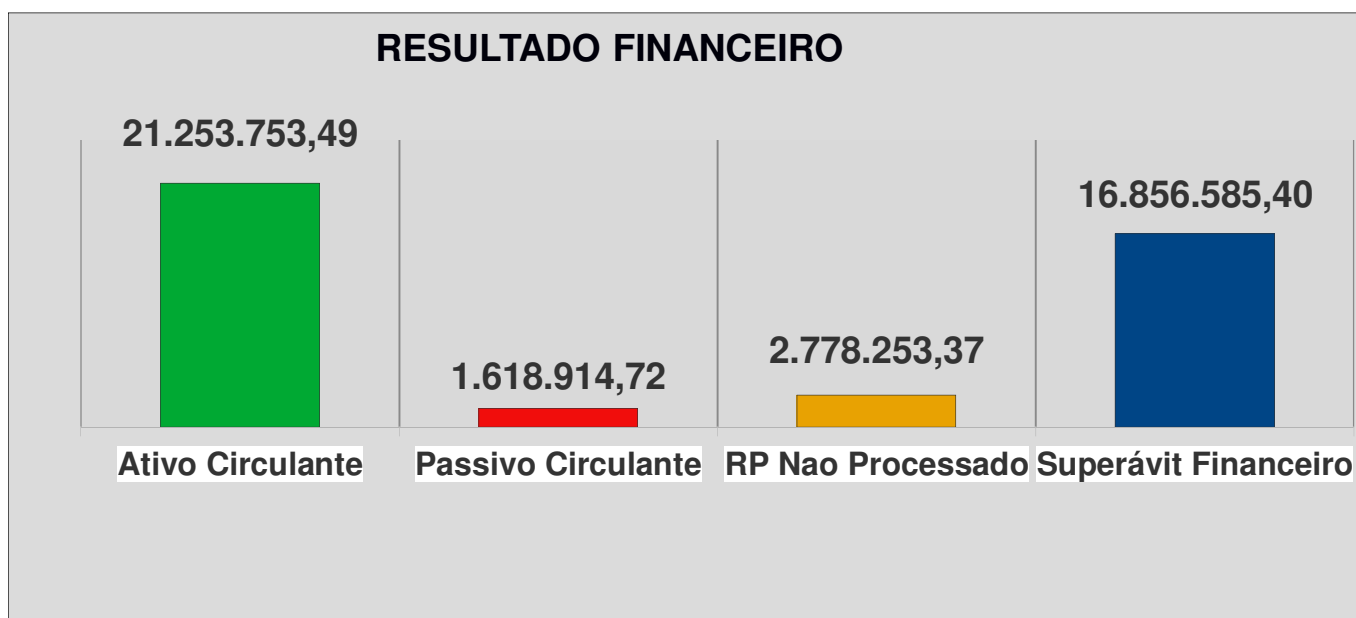 RESULTADO FINANCEIRO
21.253.753,49
16.856.585,40
2.778.253,37
1.618.914,72
Ativo Circulante
Passivo Circulante
RP Nao Processado
Superávit Financeiro